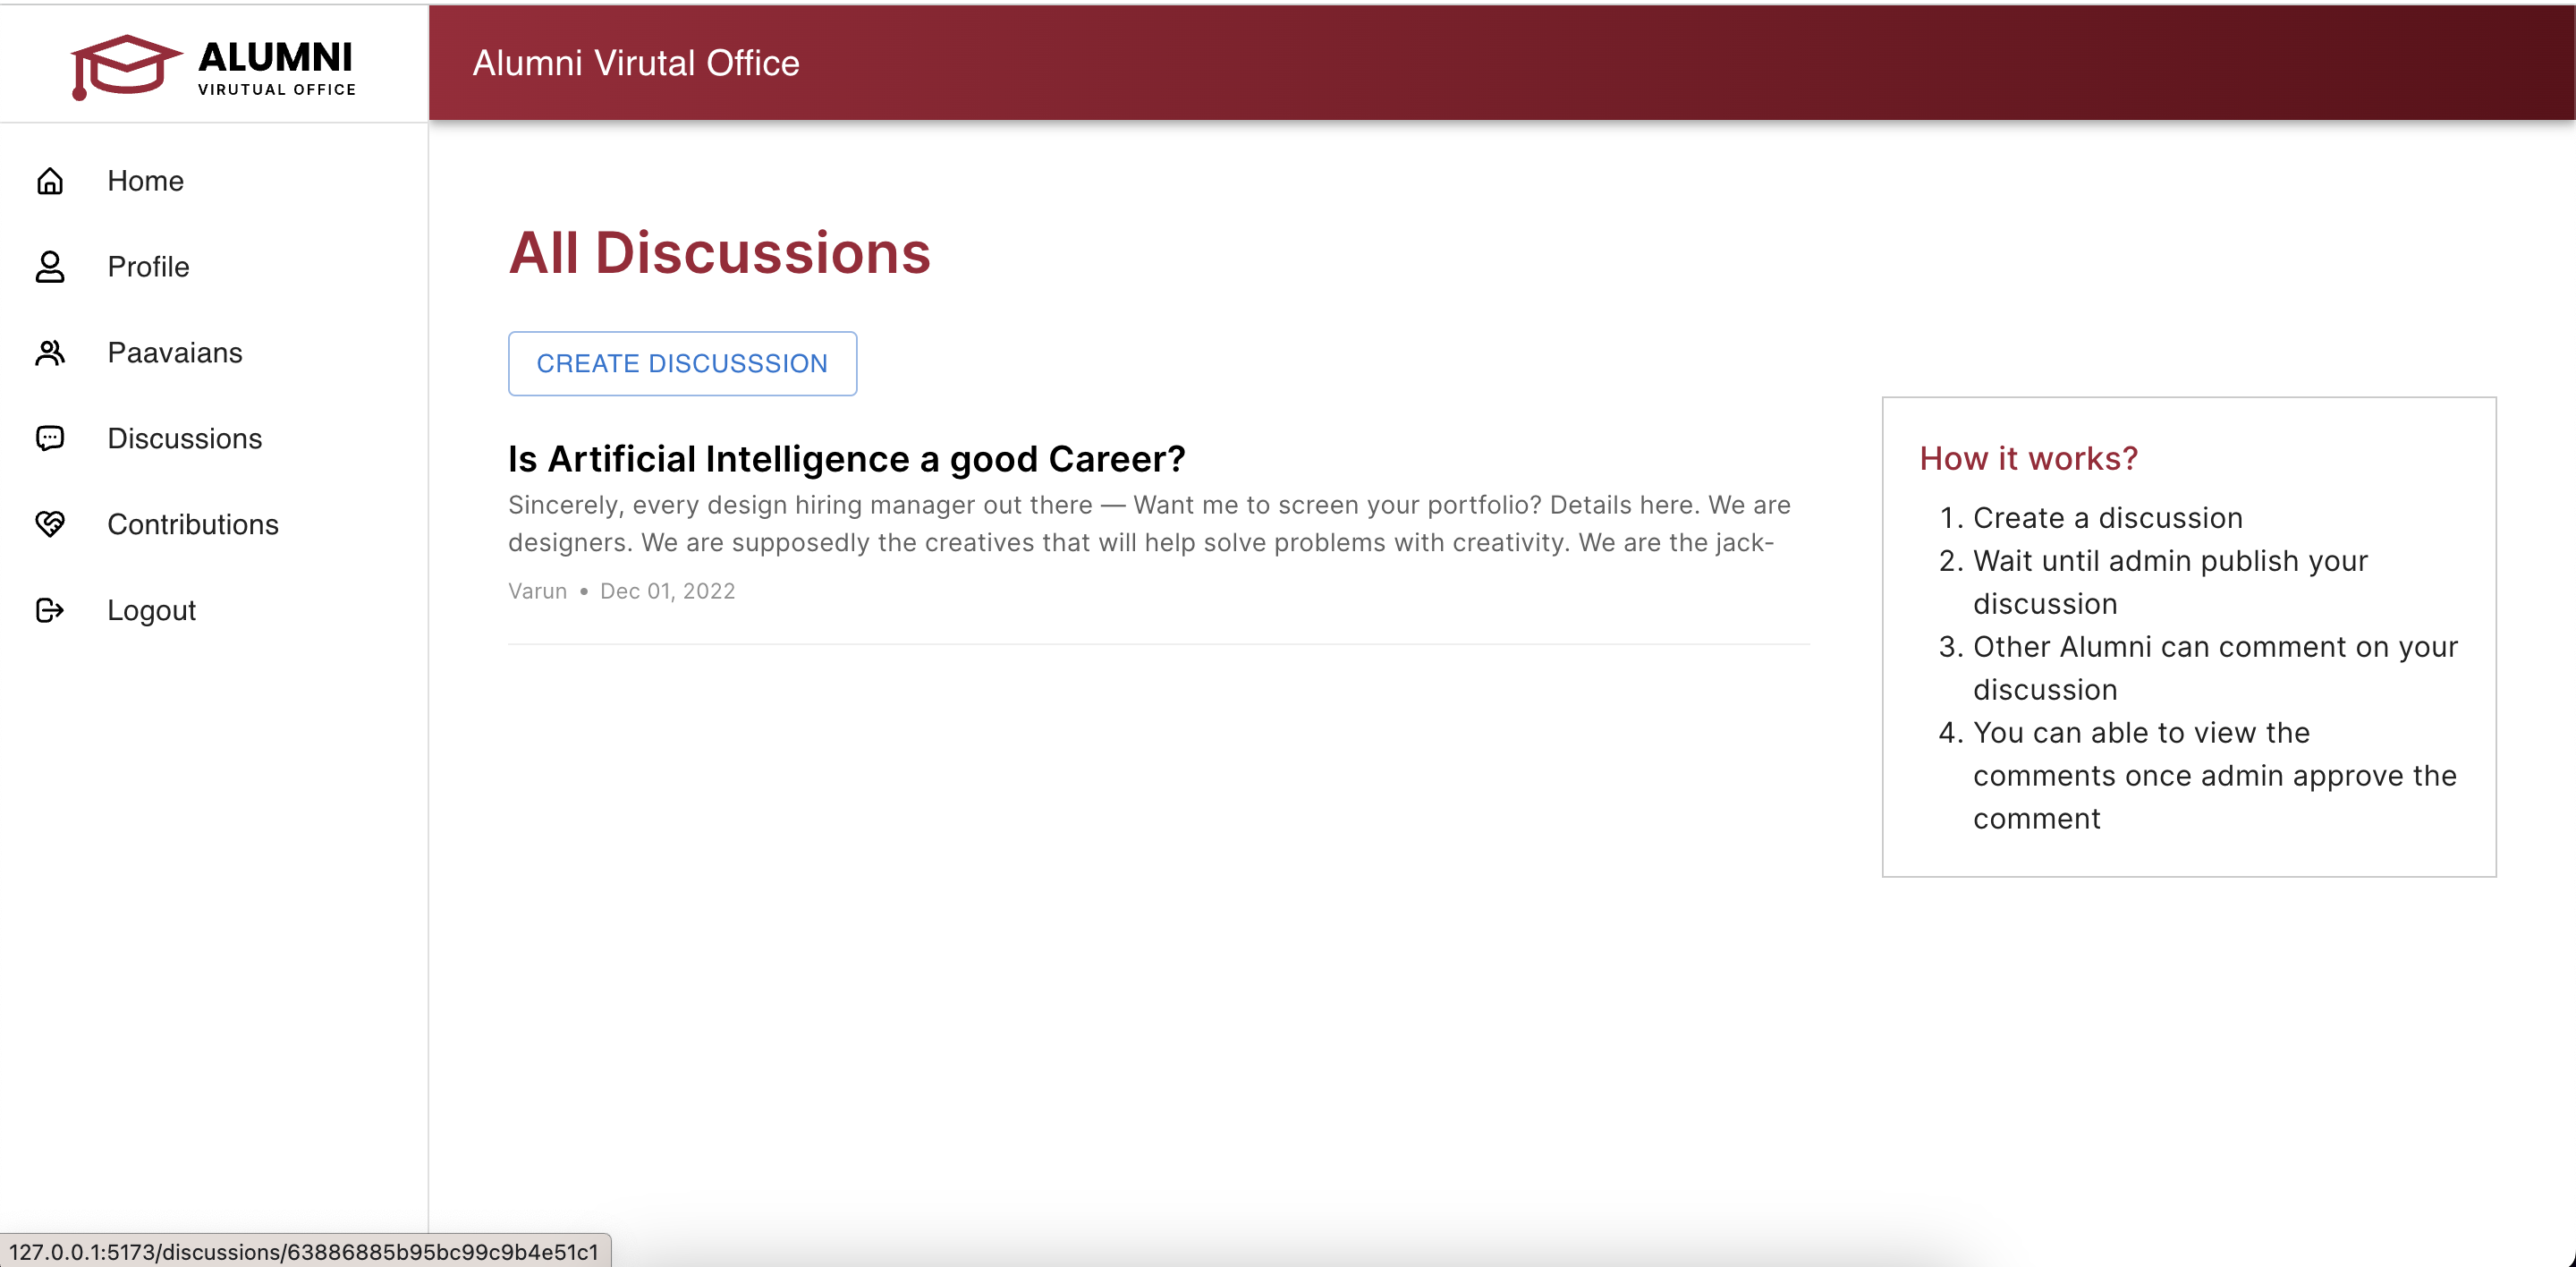 ALUMNI
VIRUTUAL OFFICE
Alumni Virutal Office
Home
Profile
Paavaians
Discussions
Contributions
Logout
All Discussions
CREATE DISCUSSSION
Is Artificial Intelligence a good Career?
Sincerely, every design hiring manager out there — Want me to screen your portfolio? Details here. We are
designers. We are supposedly the creatives that will help solve problems with creativity. We are the jack-
Varun • Dec 01, 2022
How it works?
1. Create a discussion
2. Wait until admin publish your
discussion
3. Other Alumni can comment on your
discussion
4. You can able to view the
comments once admin approve the
comment
127.0.0.1:5173/discussions/63886885b95bc99c9b4e51c1